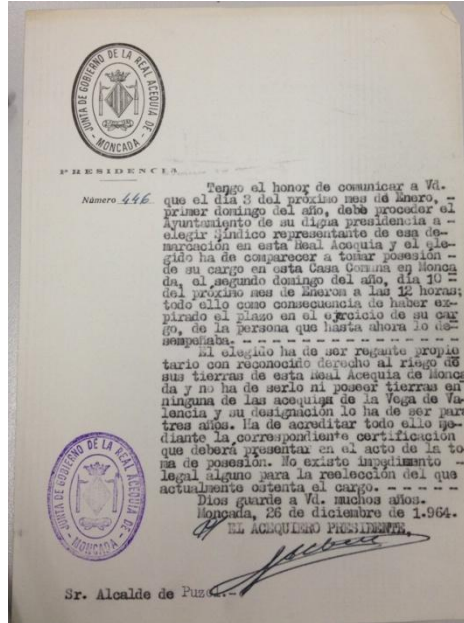 JUNTA DE GOBIERNO DE LA REAL ACEQUIA DE MONCADA
PRESIDENCIA
Número 446
Tengo el honor de comunicar a Vd.
que el día 3 del próximo mes de Enero, -
primer domingo del año, debe proceder el
Ayuntamiento de su digna presidencia a -
elegir Síndico representante de esa de-
marcación en esta Real Acequia y el ele-
gido ha de comparecer a tomar posesión -
de su cargo en esta Casa Comuna en Monca
da, el segundo domingo del año, día 10 -
del próximo mes de Enerom a las 12 horas;
todo ello como consecuencia de haber ex-
pirado el plazo en el ejercicio de su car
go, de la persona que hasta ahora lo de-
sempeñaba. - - - - - - - - - - - - - - -
El elegido ha de ser regante propie
tario con reconocido derecho al riego de
sus tierras de esta Real Acequia de Monca
da y no ha de serlo ni poseer tierras en
ninguna de las acequias de la Vega de Va-
lencia y su designación lo ha de ser por
tres años. Ha de acreditar todo ello me-
diante la correspondiente certificación
que deberá presentar en el acto de la to-
ma de posesión. No existe impedimento -
legal alguno para la reelección del que
actualmente ostenta el cargo. - - - - - -
Dios guarde a Vd. muchos años.
Moncada, 26 de diciembre de 1.964.
EL ACEQUIERO PRESIDENTE,
JUNTA DE GOBIERNO DE LA REAL ACEQUIA DE MONCADA
Sr. Alcalde de